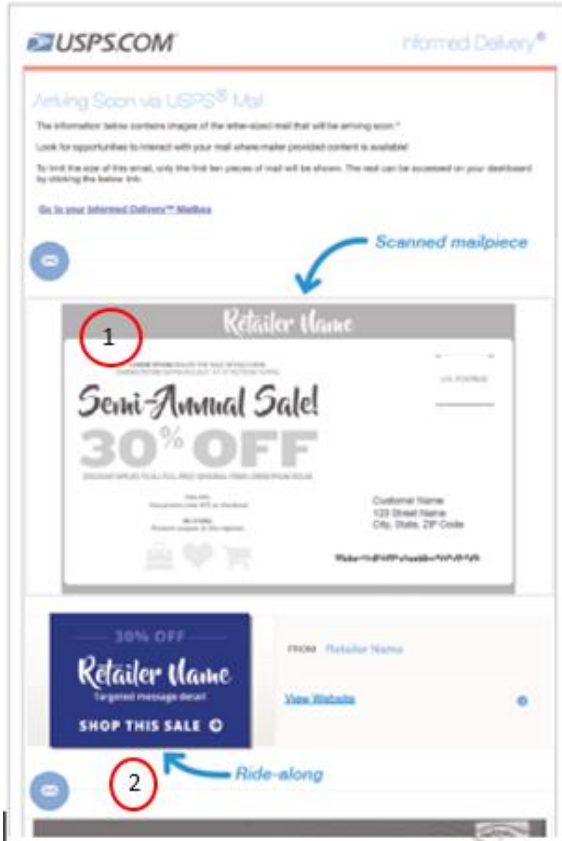 USPS.COM
Informed Delivery®
Arriving Soon via USPS® Mail
The information below contains images of the letter-sized mail that will be arriving soon.*
Look for opportunities to interact with your mail where mailer provided content is available!
To limit the size of this email, only the first ten pieces of mail will be shown. The rest can be accessed on your dashboard
by clicking the below link:
Go to your Informed Delivery™ Mailbox
Scanned mailpiece
1
Retailer Name
Semi-Annual Sale!
30% OFF
U.S. POSTAGE
Customer Name
123 Street Name
City, State, ZIP Code
30% OFF
Retailer Name
Targeted message detail
SHOP THIS SALE
FROM Retailer Name
View Website
2
Ride-along